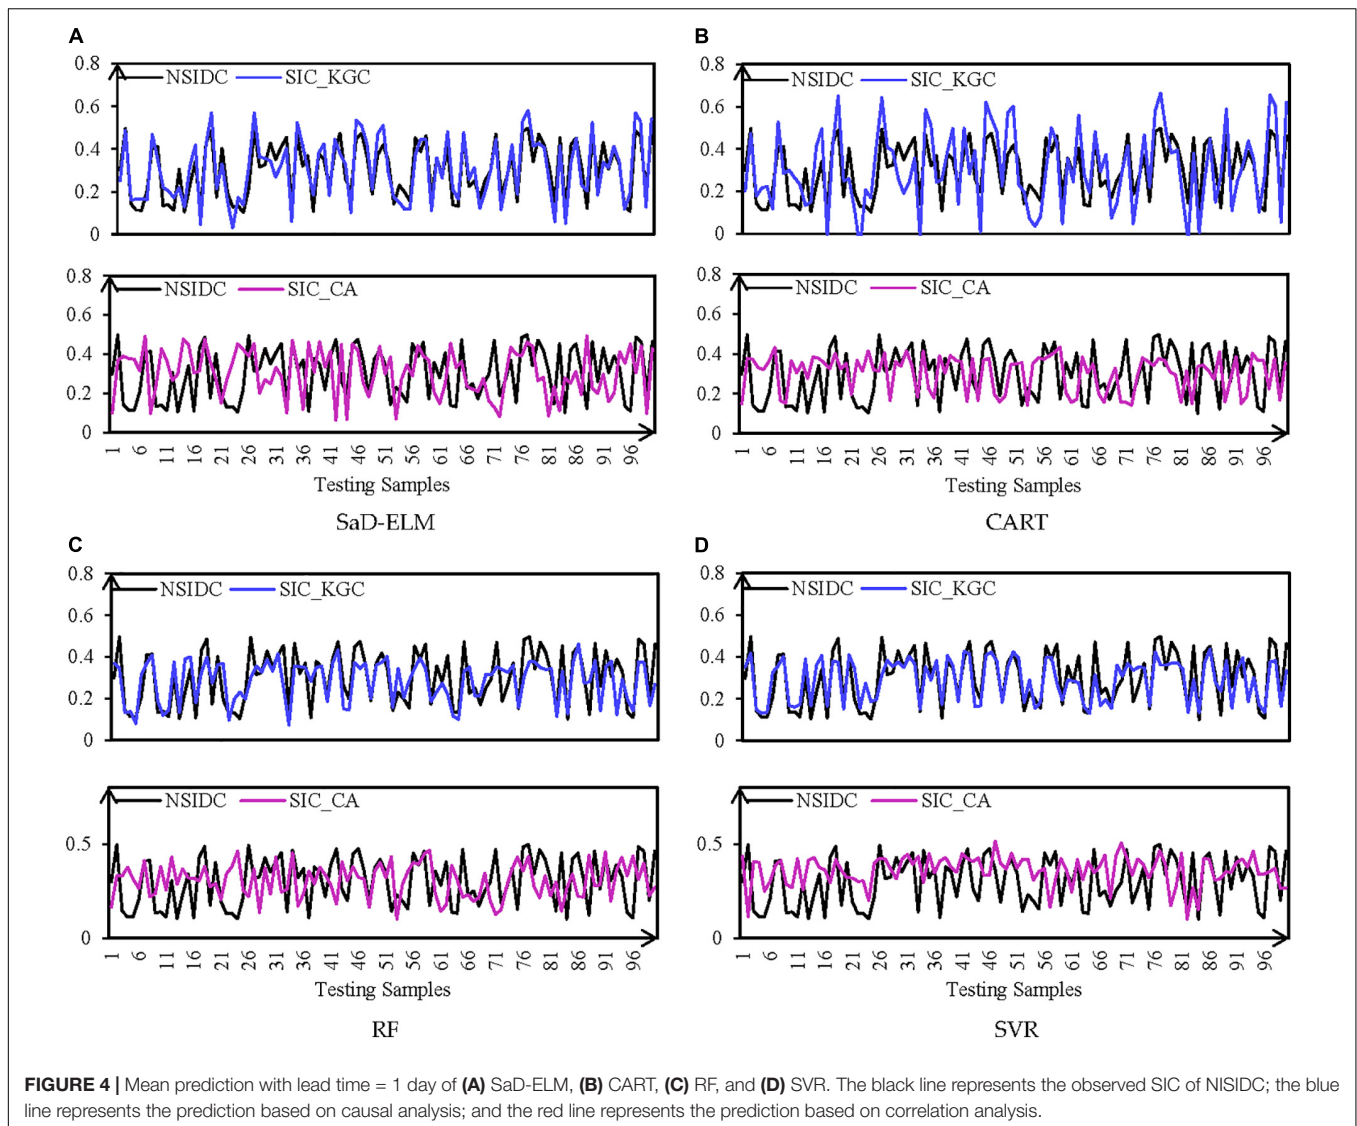 A
0.8
NSIDC SIC_KGC
0.6
0.4
0.2
0
0.8
NSIDC SIC_CA
0.6
0.4
0.2
0
1 6 11 16 21 26 31 36 41 46 51 56 61 66 71 76 81 86 91 96
Testing Samples
SaD-ELM
B
0.8
NSIDC SIC_KGC
0.6
0.4
0.2
0
0.8
NSIDC SIC_CA
0.6
0.4
0.2
0
1 6 11 16 21 26 31 36 41 46 51 56 61 66 71 76 81 86 91 96
Testing Samples
CART
C
0.8
NSIDC SIC_KGC
0.6
0.4
0.2
0
NSIDC SIC_CA
0.5
0
1 6 11 16 21 26 31 36 41 46 51 56 61 66 71 76 81 86 91 96
Testing Samples
RF
D
0.8
NSIDC SIC_KGC
0.6
0.4
0.2
0
NSIDC SIC_CA
0.5
0
1 6 11 16 21 26 31 36 41 46 51 56 61 66 71 76 81 86 91 96
Testing Samples
SVR
FIGURE 4 | Mean prediction with lead time = 1 day of (A) SaD-ELM, (B) CART, (C) RF, and (D) SVR. The black line represents the observed SIC of NISIDC; the blue
line represents the prediction based on causal analysis; and the red line represents the prediction based on correlation analysis.